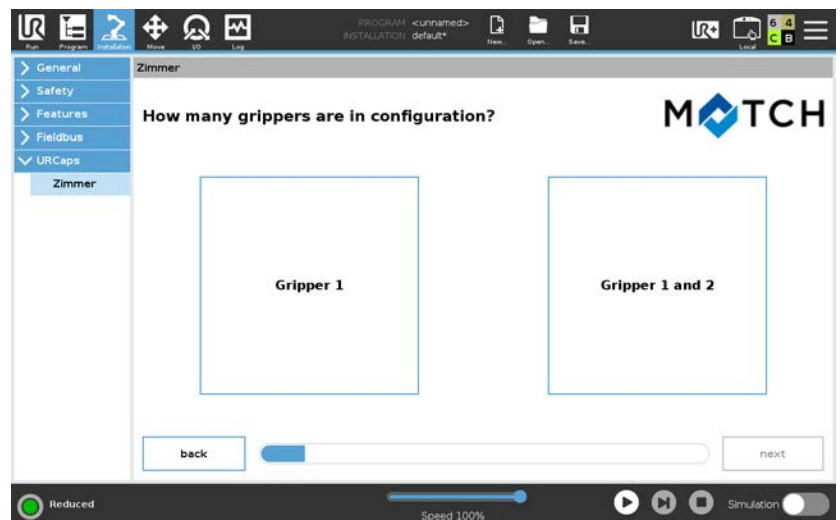 PROGRAM <unnamed>
INSTALLATION default*
UR
Run
Program
Installation
Move
I/O
Log
New...
Open...
Save...
R+
Local
6 4
C B
General
Safety
Features
Fieldbus
URCaps
Zimmer
Zimmer
How many grippers are in configuration?
MATCH
Gripper 1
Gripper 1 and 2
back
next
Reduced
Speed 100%
Simulation